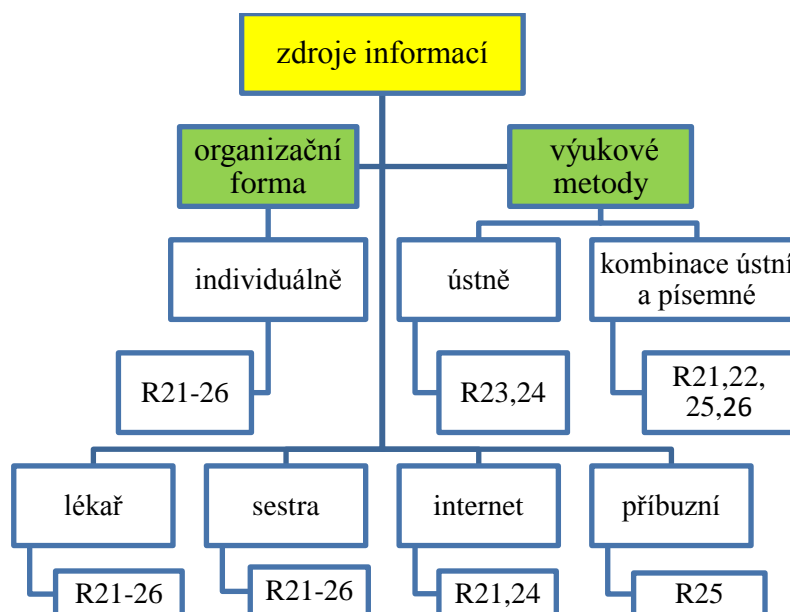 zdroje informací
organizační
forma
výukové
metody
individuálně
ústně
kombinace ústní
a písemné
R21-26
R23,24
R21,22,
25,26
lékař
sestra
internet
příbuzní
R21-26
R21-26
R21,24
R25